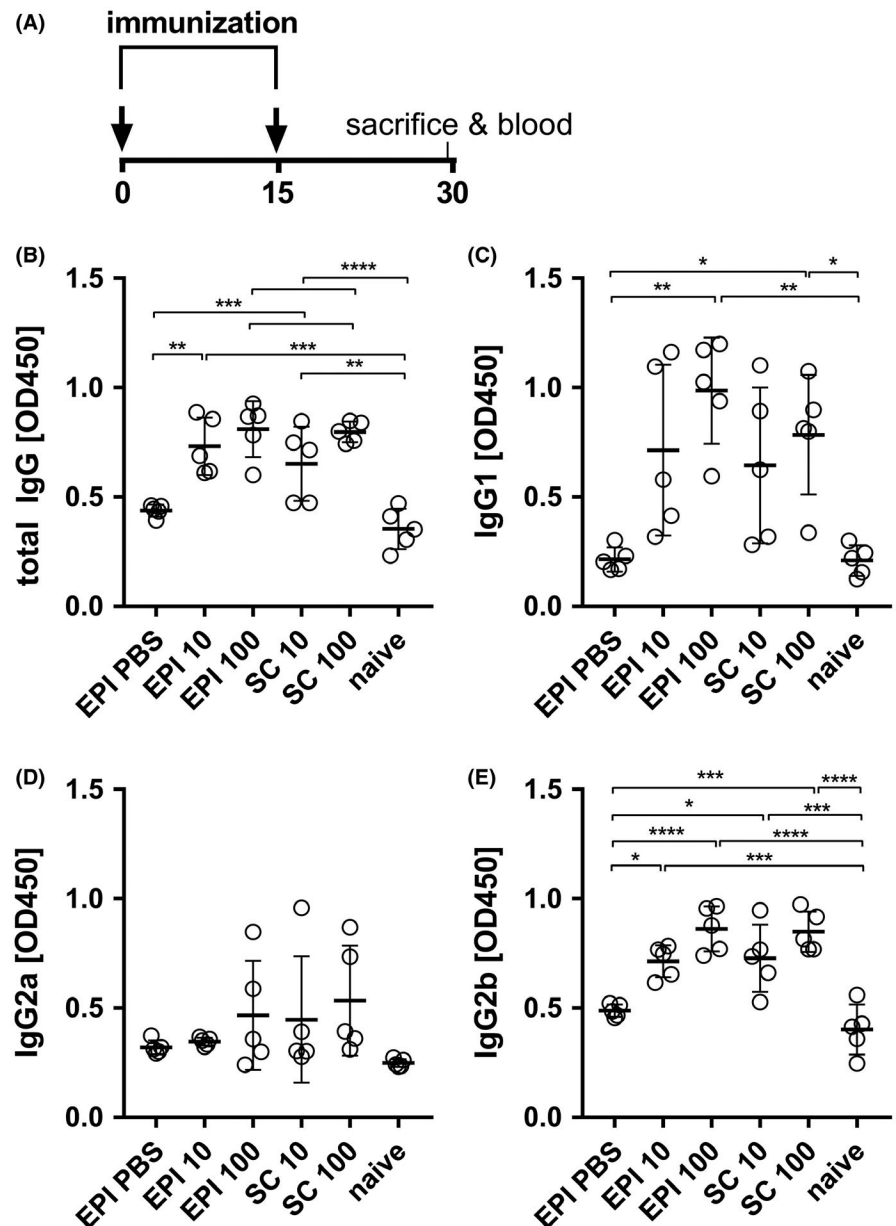 (A)
immunization
sacrifice & blood
0 15 30
(B)
total IgG [OD450]
1.5
1.0
0.5
0.0
****
***
** ***
**
EPI PBS
EPI 10
EPI 100
SC 10
SC 100
naive
(C)
IgG1 [OD450]
1.5
1.0
0.5
0.0
* *
** **
EPI PBS
EPI 10
EPI 100
SC 10
SC 100
naive
(D)
IgG2a [OD450]
1.5
1.0
0.5
0.0
EPI PBS
EPI 10
EPI 100
SC 10
SC 100
naive
(E)
IgG2b [OD450]
1.5
1.0
0.5
0.0
*** ****
* ***
**** ****
* ***
EPI PBS
EPI 10
EPI 100
SC 10
SC 100
naive